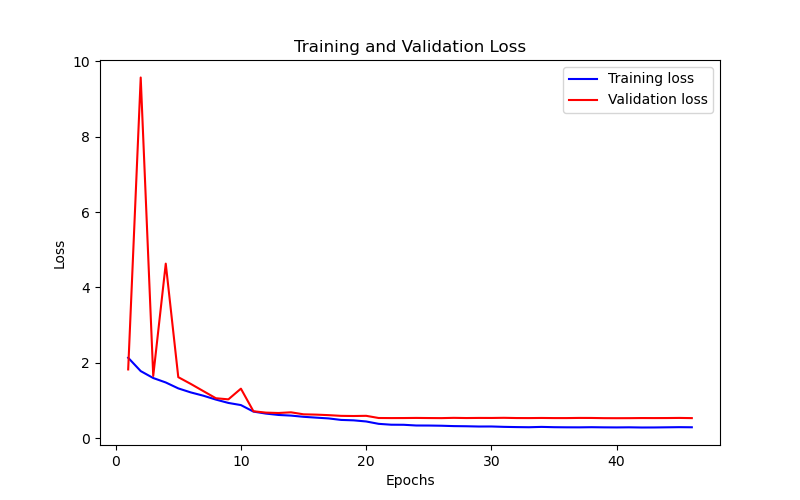 Training and Validation Loss
Training loss
Validation loss
10
8
6
4
2
0
Loss
0 10 20 30 40
Epochs